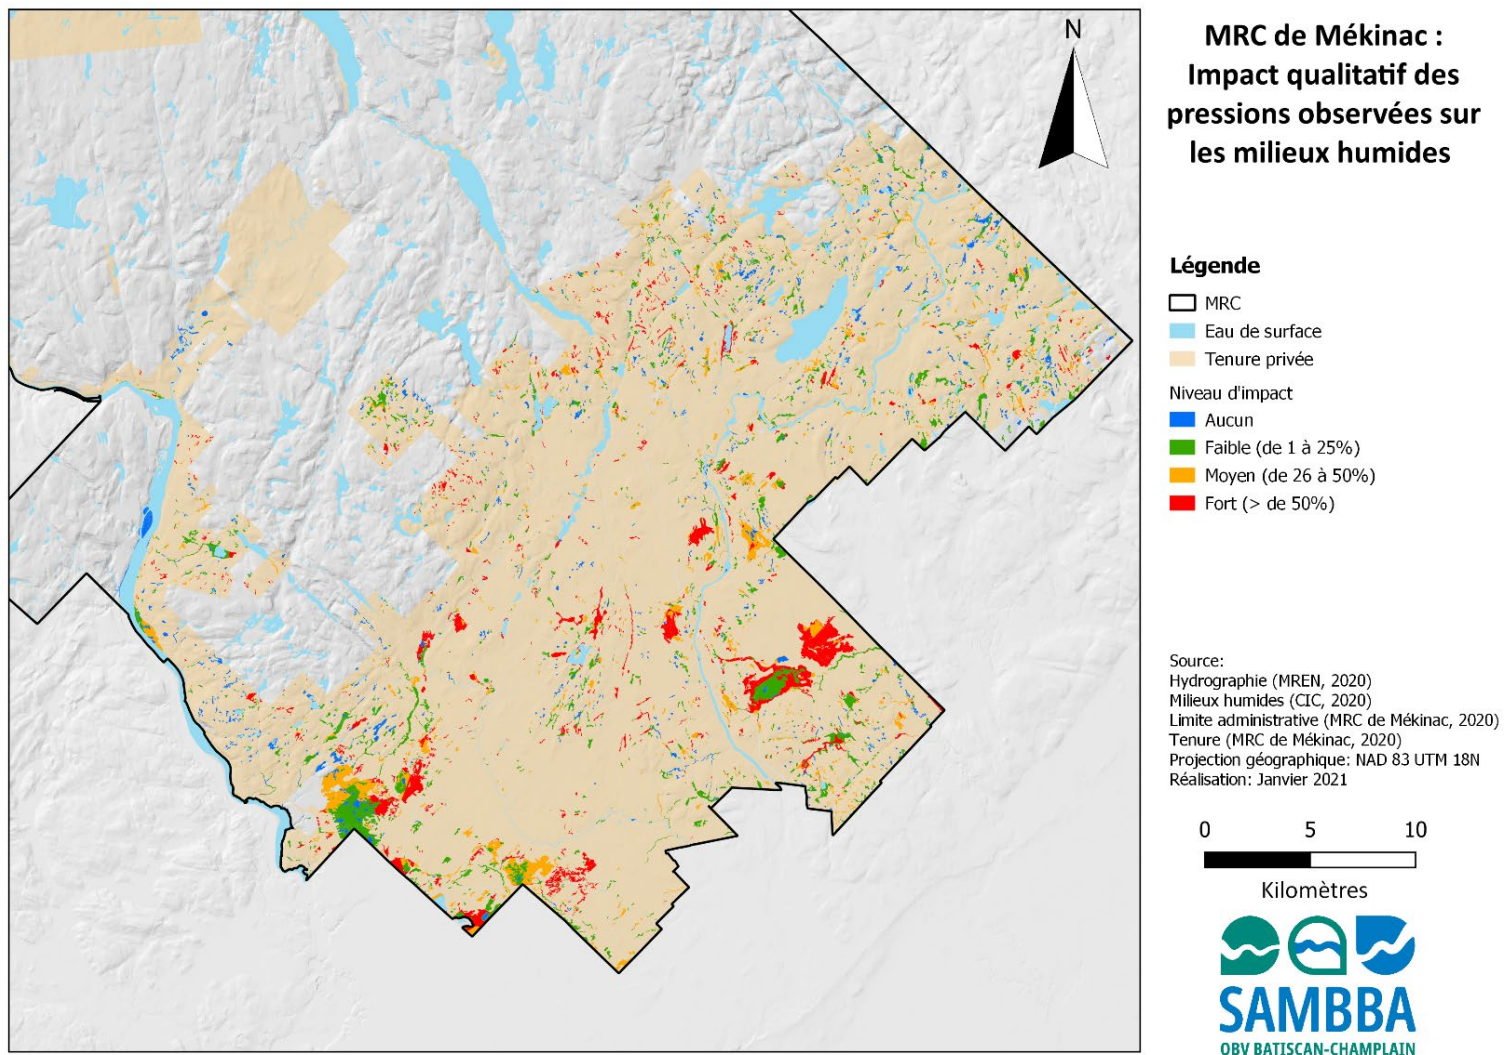 N
MRC de Mékinac :
Impact qualitatif des
pressions observées sur
les milieux humides
Légende
MRC
Eau de surface
Tenure privée
Niveau d'impact
Aucun
Faible (de 1 à 25%)
Moyen (de 26 à 50%)
Fort (> de 50%)
Source:
Hydrographie (MREN, 2020)
Milieux humides (CIC, 2020)
Limite administrative (MRC de Mékinac, 2020)
Tenure (MRC de Mékinac, 2020)
Projection géographique: NAD 83 UTM 18N
Réalisation: Janvier 2021
0 5 10
Kilomètres
SAMBBA
OBV BATISCAN-CHAMPLAIN